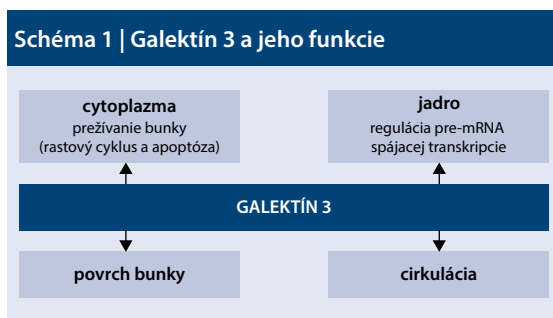 Schéma 1 | Galektín 3 a jeho funkcie
cytoplazma
prežívanie bunky
(rastový cyklus a apoptóza)
jadro
regulácia pre-mRNA
spájacej transkripcie
GALEKTÍN 3
povrch bunky
cirkulácia